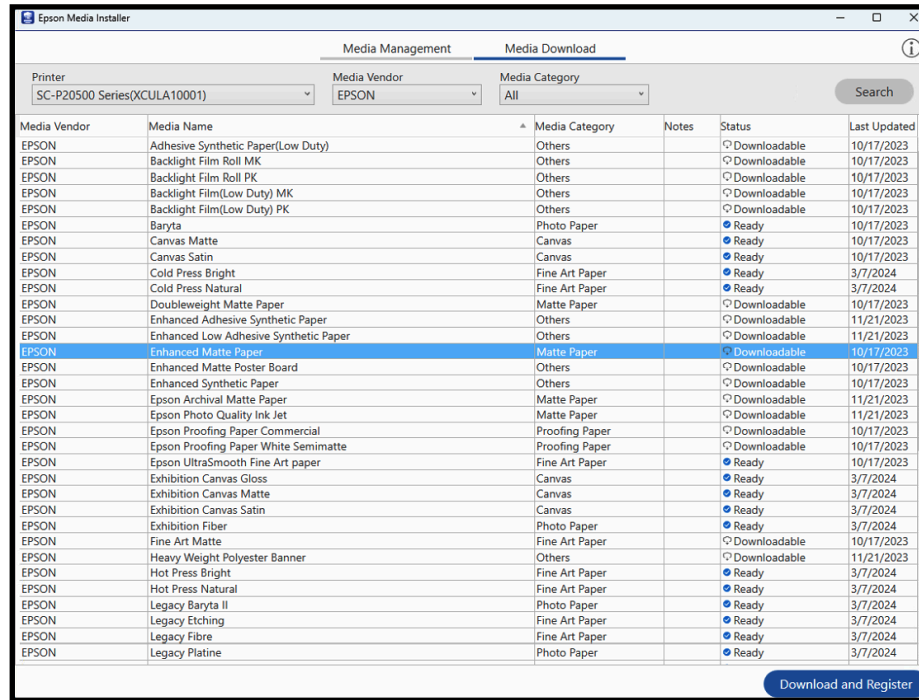 Epson Media Installer
Media Management Media Download
Printer Media Vendor Media Category
SC-P20500 Series(XCULA10001) EPSON All Search
Media Vendor Media Name Media Category Notes Status Last Updated
EPSON Adhesive Synthetic Paper(Low Duty) Others Downloadable 10/17/2023
EPSON Backlight Film Roll MK Others Downloadable 10/17/2023
EPSON Backlight Film Roll PK Others Downloadable 10/17/2023
EPSON Backlight Film(Low Duty) MK Others Downloadable 10/17/2023
EPSON Backlight Film(Low Duty) PK Others Downloadable 10/17/2023
EPSON Baryta Photo Paper Ready 10/17/2023
EPSON Canvas Matte Canvas Ready 10/17/2023
EPSON Canvas Satin Canvas Ready 10/17/2023
EPSON Cold Press Bright Fine Art Paper Ready 3/7/2024
EPSON Cold Press Natural Fine Art Paper Ready 3/7/2024
EPSON Doubleweight Matte Paper Matte Paper Downloadable 10/17/2023
EPSON Enhanced Adhesive Synthetic Paper Others Downloadable 11/21/2023
EPSON Enhanced Low Adhesive Synthetic Paper Others Downloadable 11/21/2023
EPSON Enhanced Matte Paper Matte Paper Downloadable 10/17/2023
EPSON Enhanced Matte Poster Board Others Downloadable 10/17/2023
EPSON Enhanced Synthetic Paper Others Downloadable 10/17/2023
EPSON Epson Archival Matte Paper Matte Paper Downloadable 11/21/2023
EPSON Epson Photo Quality Ink Jet Matte Paper Downloadable 11/21/2023
EPSON Epson Proofing Paper Commercial Proofing Paper Downloadable 10/17/2023
EPSON Epson Proofing Paper White Semimatte Proofing Paper Downloadable 10/17/2023
EPSON Epson UltraSmooth Fine Art paper Fine Art Paper Ready 10/17/2023
EPSON Exhibition Canvas Gloss Canvas Ready 3/7/2024
EPSON Exhibition Canvas Matte Canvas Ready 3/7/2024
EPSON Exhibition Canvas Satin Canvas Ready 3/7/2024
EPSON Exhibition Fiber Photo Paper Ready 3/7/2024
EPSON Fine Art Matte Fine Art Paper Downloadable 10/17/2023
EPSON Heavy Weight Polyester Banner Others Downloadable 11/21/2023
EPSON Hot Press Bright Fine Art Paper Ready 3/7/2024
EPSON Hot Press Natural Fine Art Paper Ready 3/7/2024
EPSON Legacy Baryta II Photo Paper Ready 3/7/2024
EPSON Legacy Etching Fine Art Paper Ready 3/7/2024
EPSON Legacy Fibre Fine Art Paper Ready 3/7/2024
EPSON Legacy Platine Photo Paper Ready 3/7/2024
Download and Register